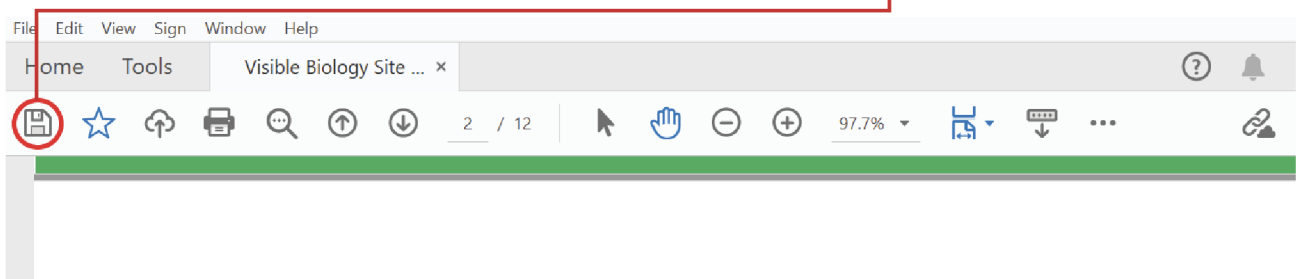 File Edit View Sign Window Help
Home Tools Visible Biology Site ... ×
2 / 12 97.7%